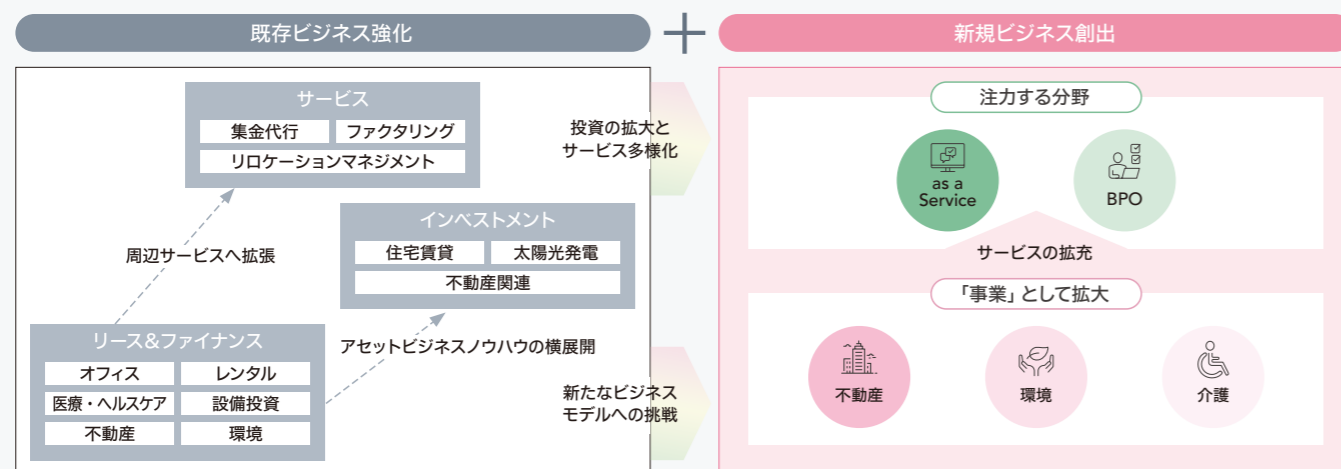 既存ビジネス強化
サービス
集金代行
ファクタリング
リロケーションマネジメント
インベストメント
住宅賃貸
太陽光発電
不動産関連
周辺サービスへ拡張
リース&ファイナンス
オフィス
レンタル
医療・ヘルスケア
設備投資
不動産
環境
アセットビジネスノウハウの横展開
投資の拡大と
サービス多様化
新たなビジネス
モデルへの挑戦
+
新規ビジネス創出
注力する分野
as a
Service
BPO
サービスの拡充
「事業」として拡大
不動産
環境
介護